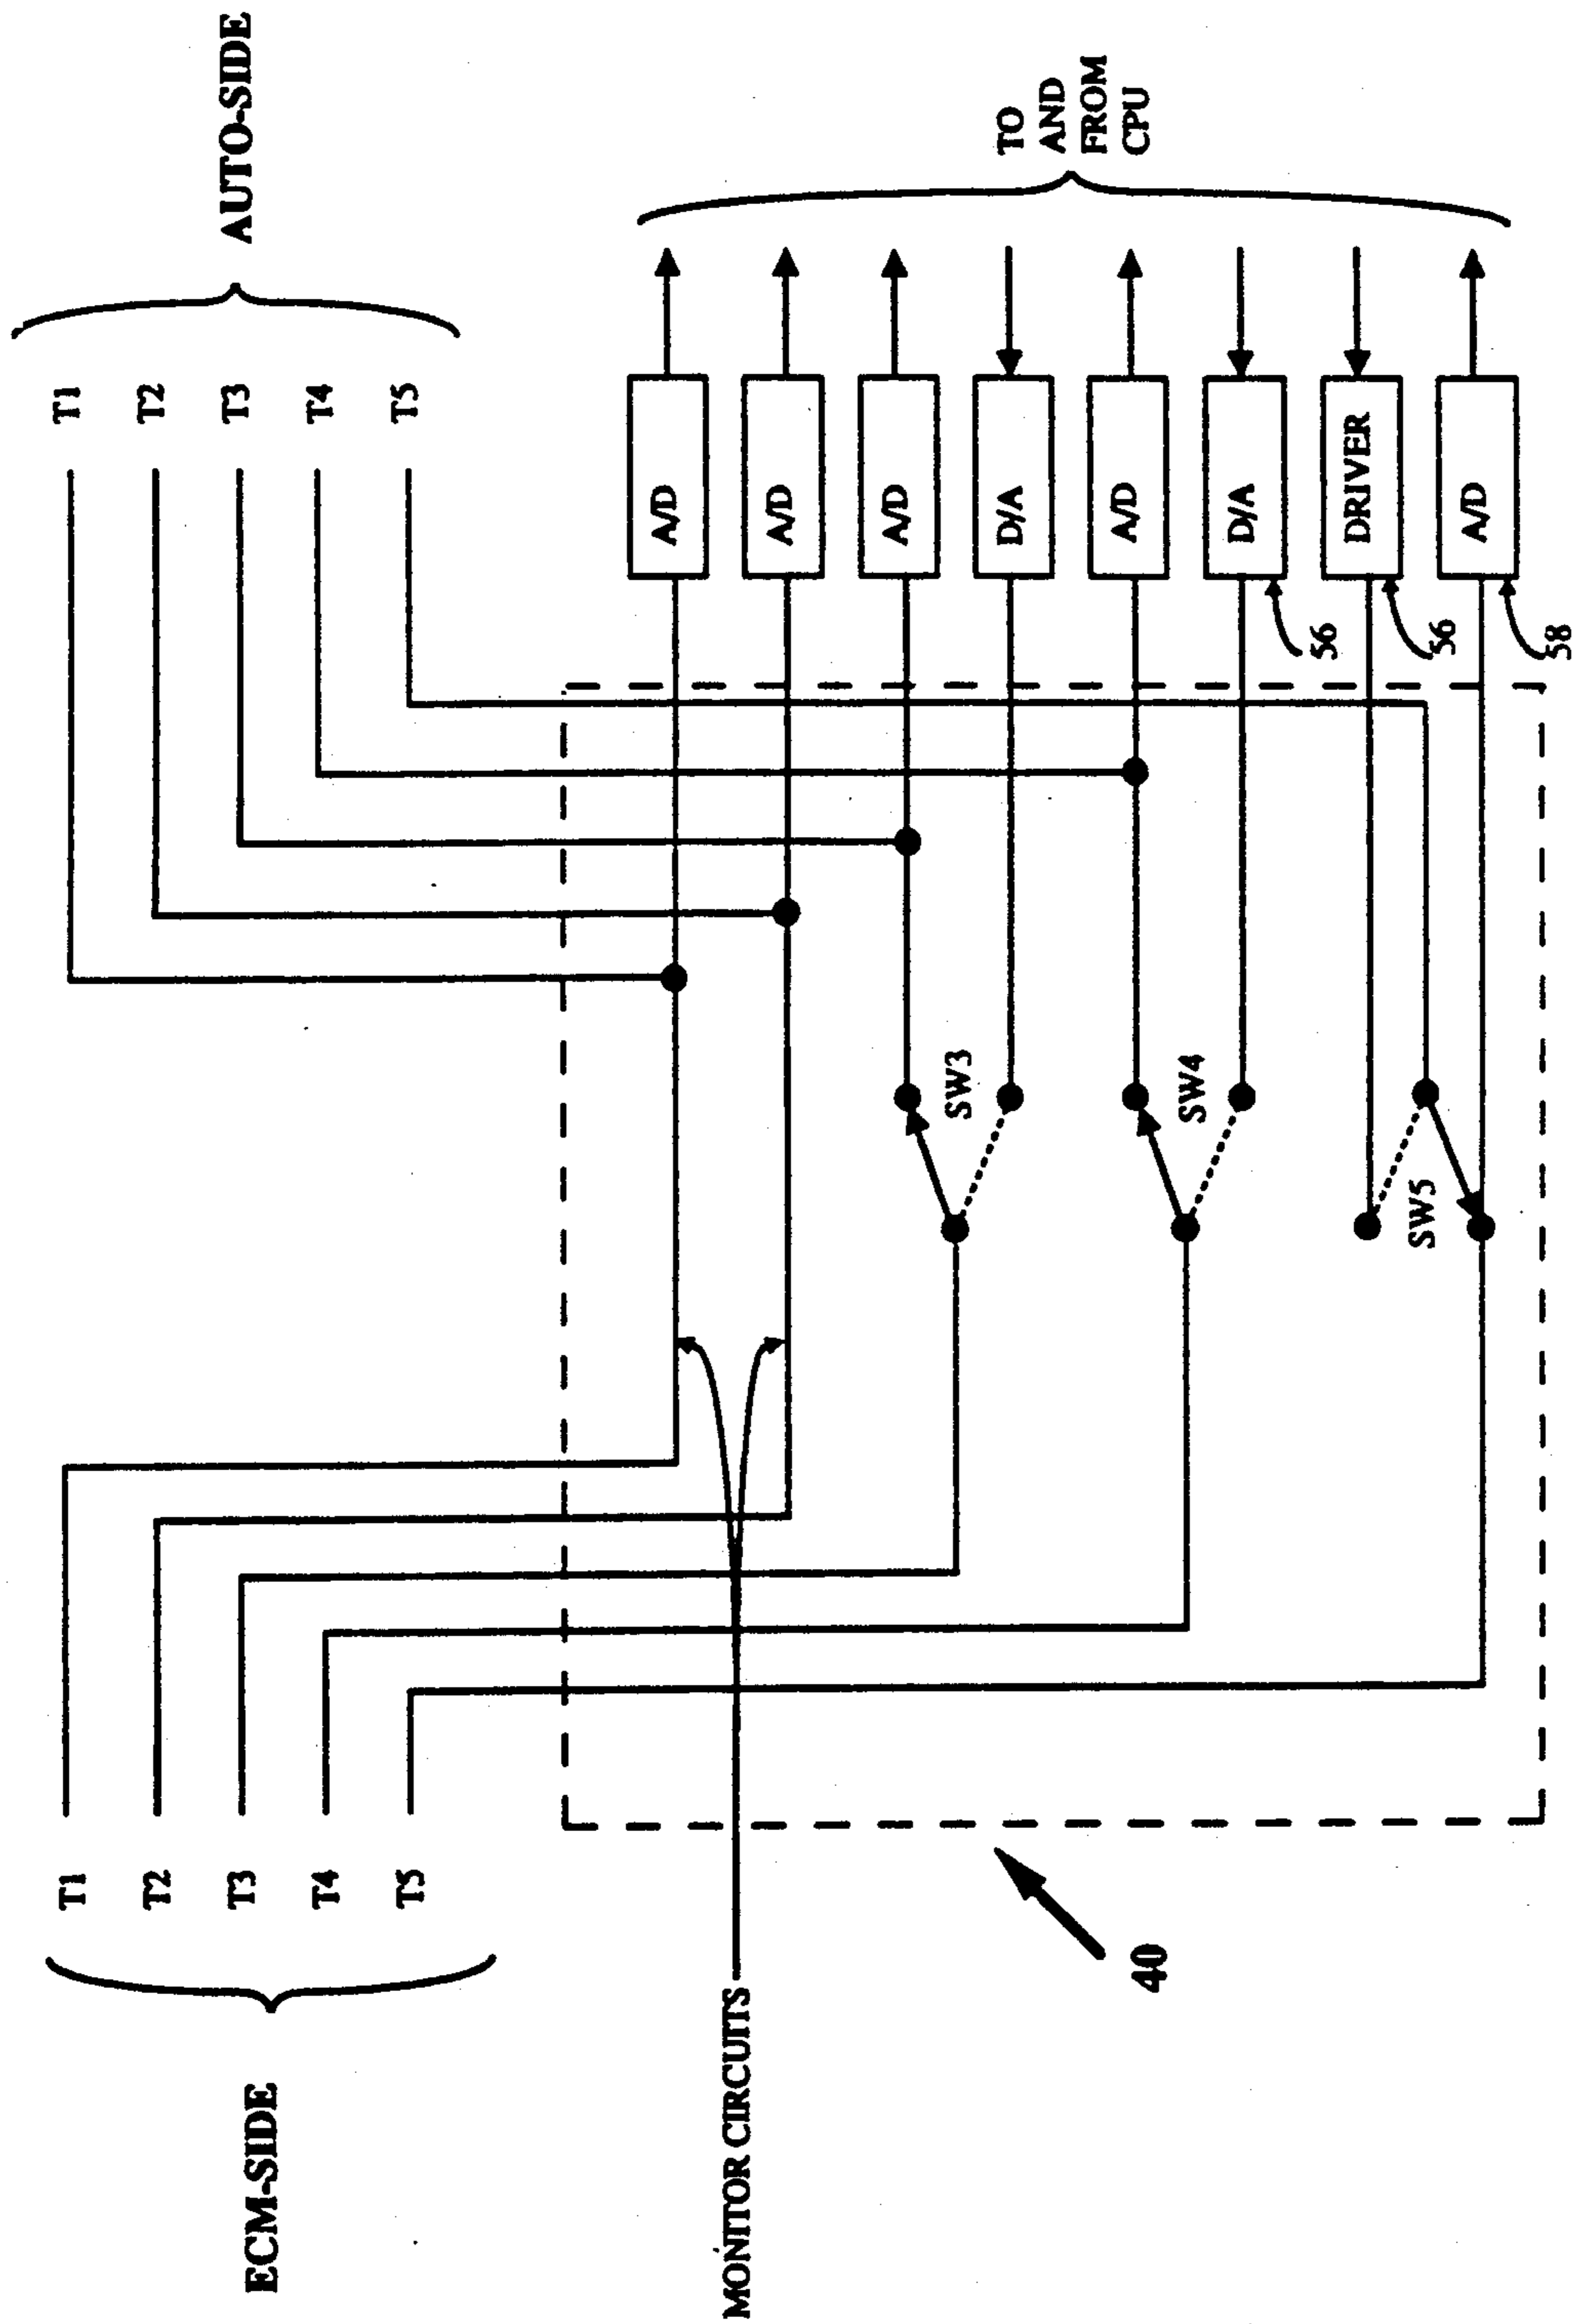 ECM-SIDE
T1
T2
T3
T4
T5
AUTO-SIDE
T1
T2
T3
T4
T5
MONITOR CIRCUITS
A/D
A/D
A/D
D/A
A/D
D/A
DRIVER
A/D
TO
AND
FROM
CPU
SW3
SW4
SW5
56
56
58
40